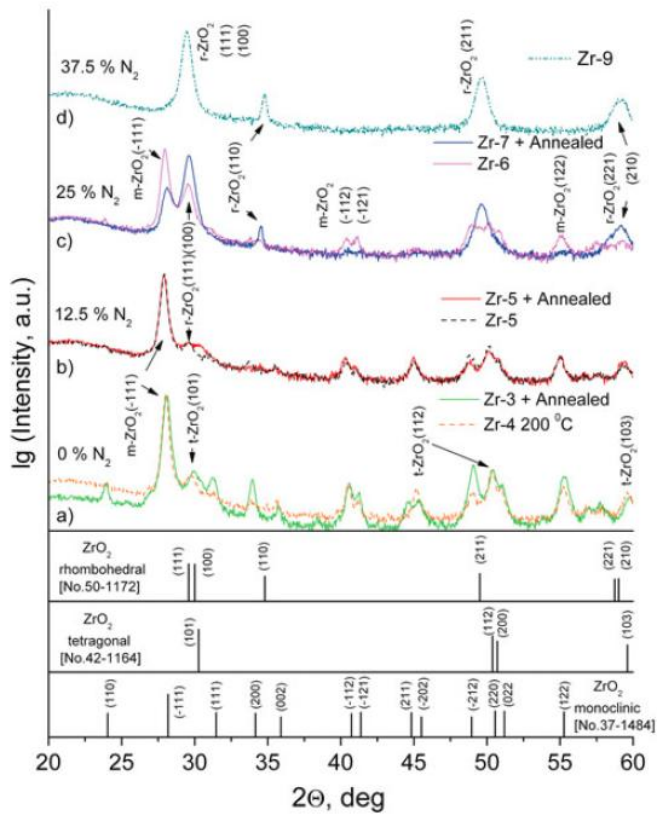 37.5 % N2
r-ZrO2
(111)
(100)
r-ZrO2 (211)
Zr-9
d)
m-ZrO2(-111)
r-ZrO2(110)
Zr-7 + Annealed
Zr-6
25 % N2
m-ZrO2
(-112)
(-121)
m-ZrO2(122)
r-ZrO2(221)
(210)
c)
r-ZrO2(111)(100)
12.5 % N2
Zr-5 + Annealed
Zr-5
b)
m-ZrO2(-111)
t-ZrO2(101)
Zr-3 + Annealed
Zr-4 200 ⁰C
0 % N2
t-ZrO2(112)
t-ZrO2(103)
a)
lg (Intensity, a.u.)
ZrO2
rhombohedral
[No.50-1172]
(111)
(100)
(110)
(211)
(221)
(210)
ZrO2
tetragonal
[No.42-1164]
(101)
(112)
(200)
(103)
(110)
(-111)
(111)
(200)
(002)
(-112)
(-121)
(211)
(-202)
(-212)
(220)
(022
(122)
ZrO2
monoclinic
[No.37-1484]
20 25 30 35 40 45 50 55 60
2Θ, deg